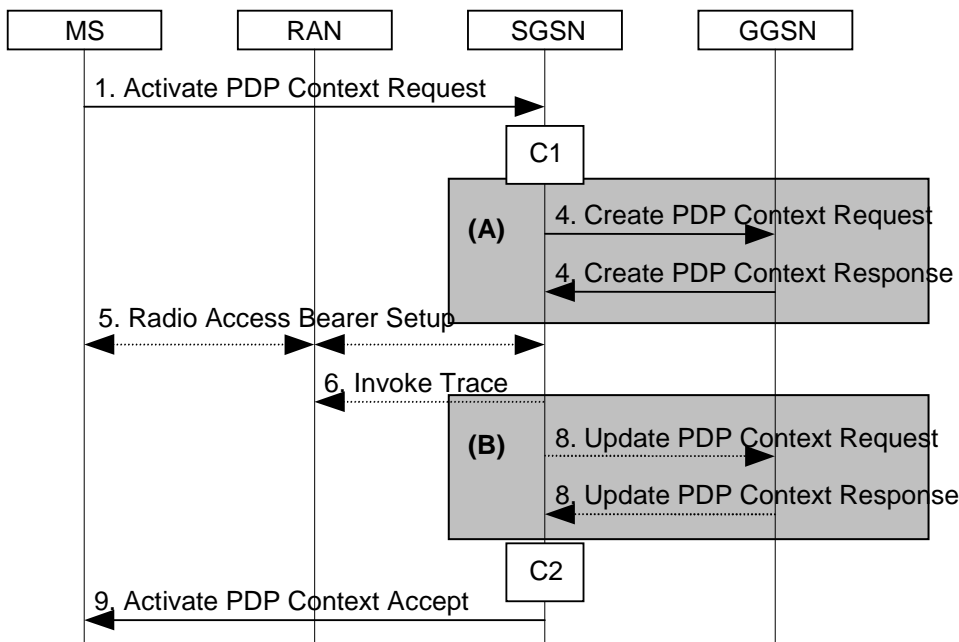 MS RAN SGSN GGSN
1. Activate PDP Context Request
C1
(A)
4. Create PDP Context Request
4. Create PDP Context Response
5. Radio Access Bearer Setup
6. Invoke Trace
(B)
8. Update PDP Context Request
8. Update PDP Context Response
C2
9. Activate PDP Context Accept